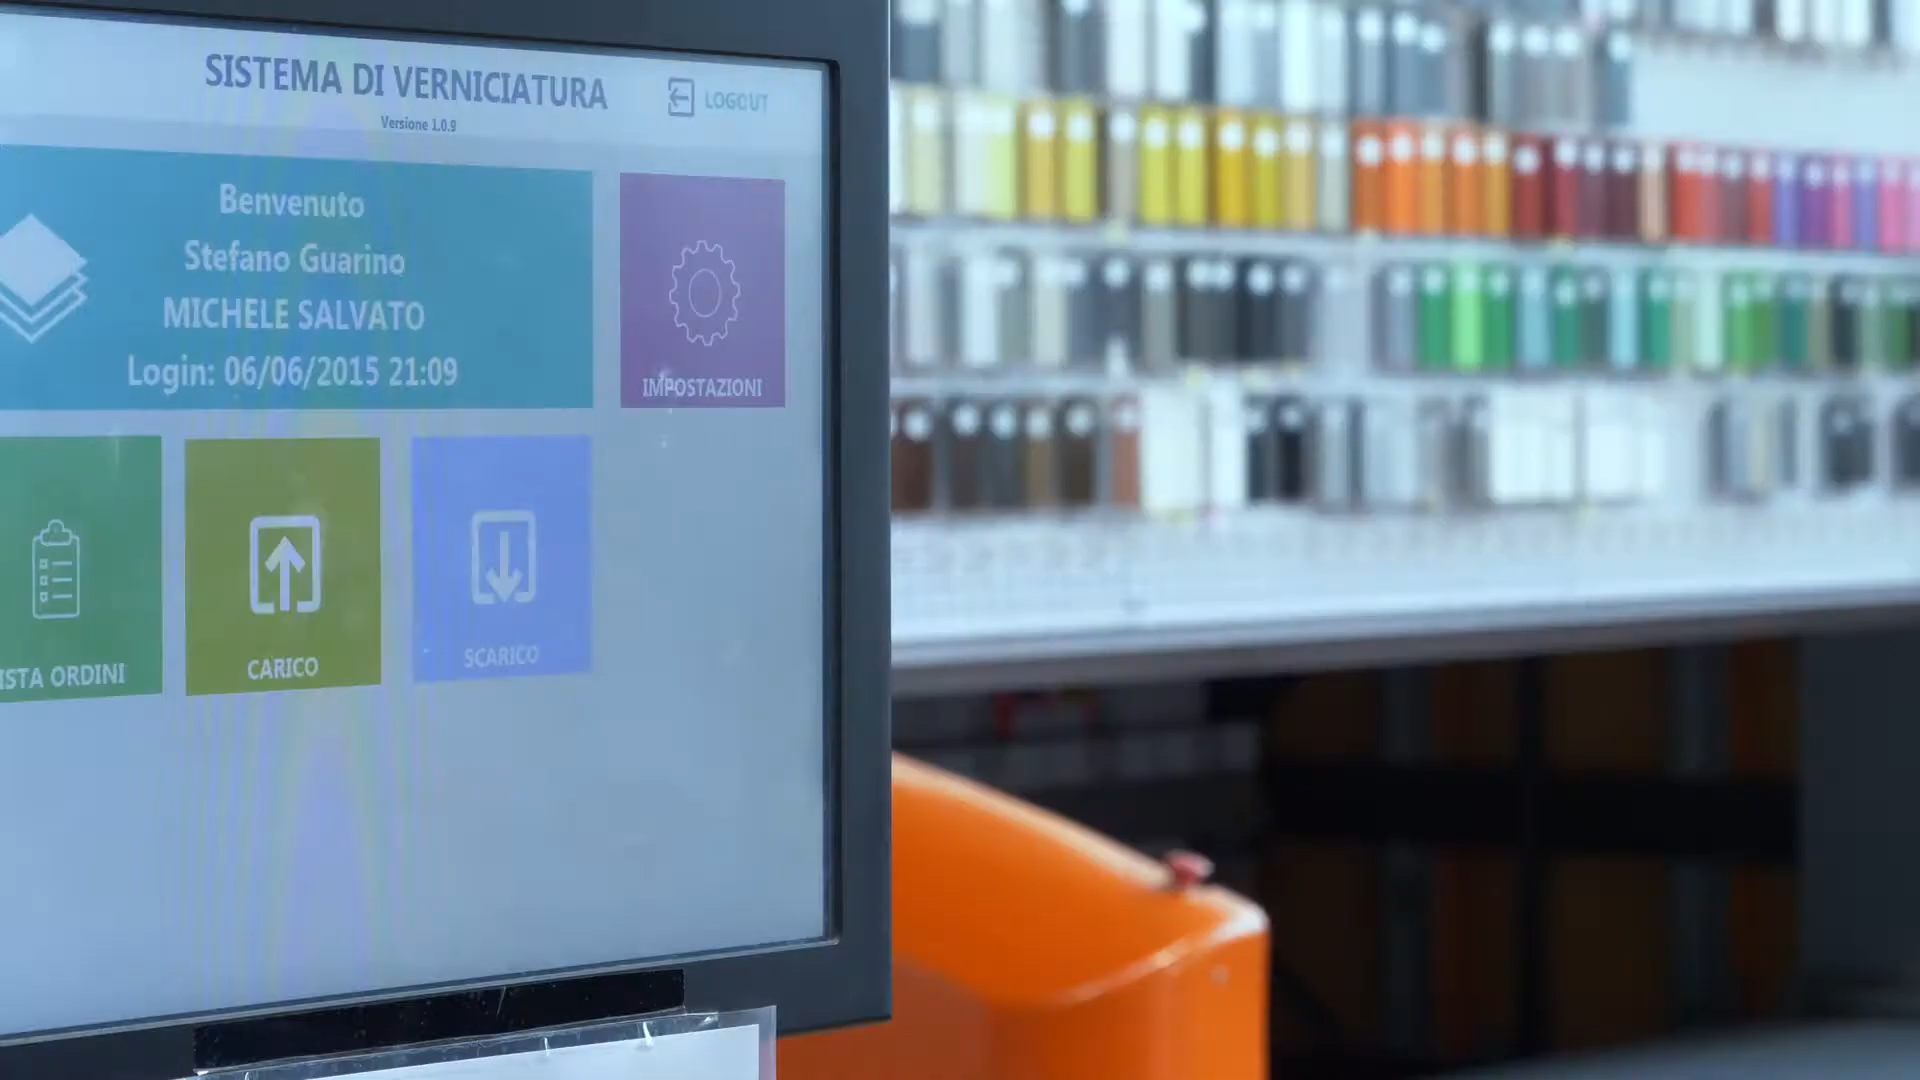 SISTEMA DI VERNICIATURA
LOGOUT
Versione 1.0.9
Benvenuto
Stefano Guarino
MICHELE SALVATO
Login: 06/06/2015 21:09
IMPOSTAZIONI
ISTA ORDINI
CARICO
SCARICO